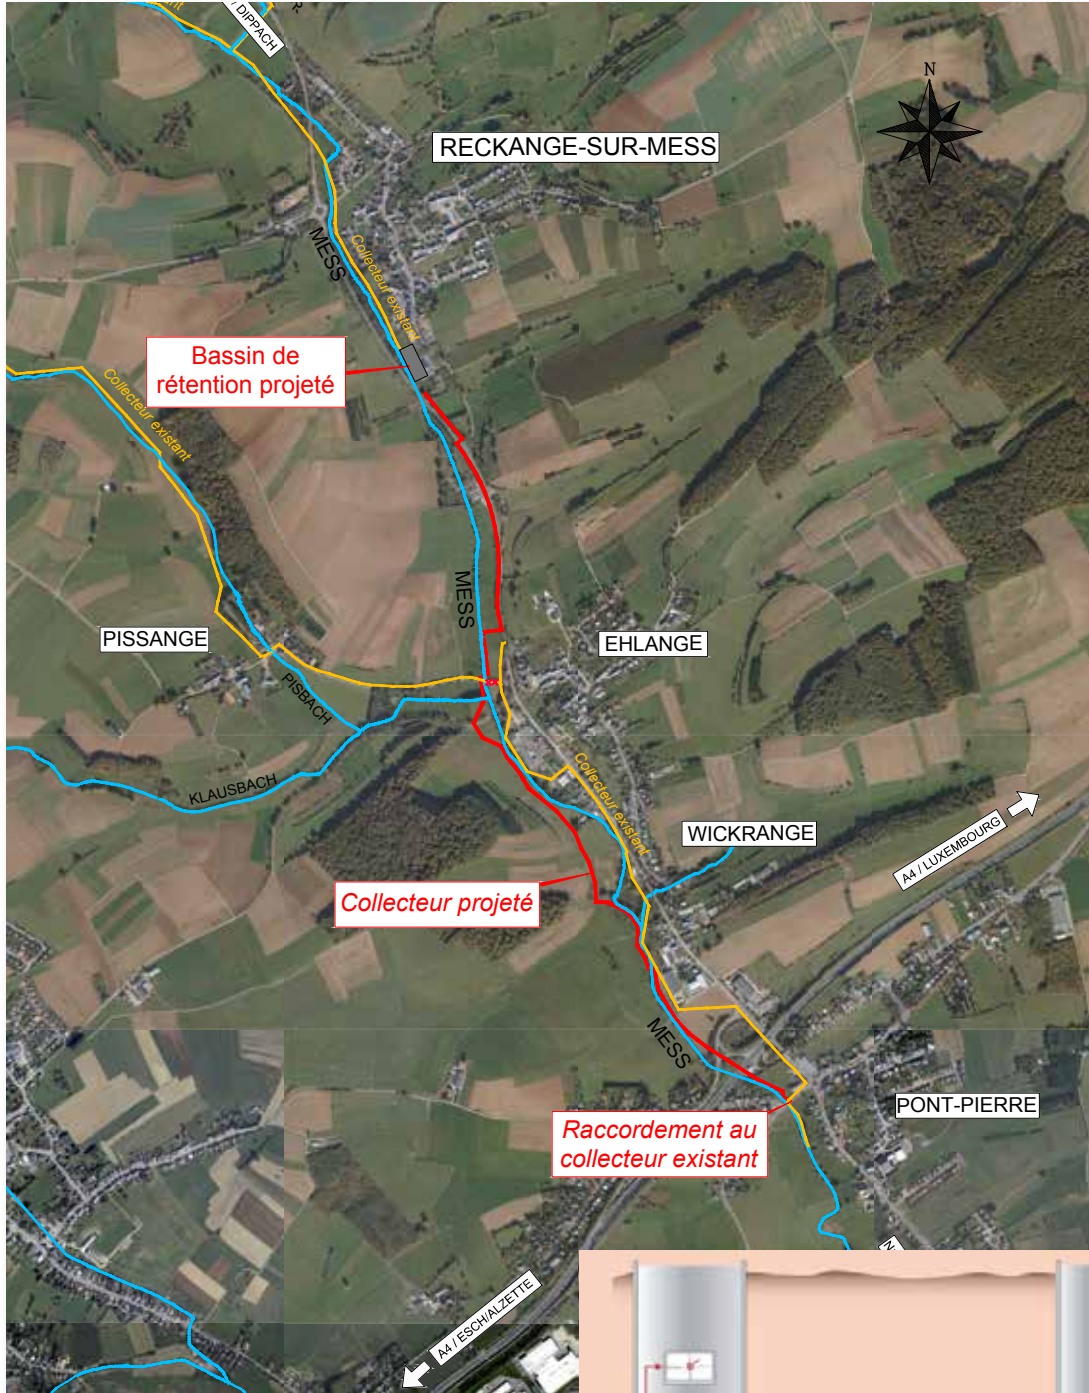 / DIPPACH
N
RECKANGE-SUR-MESS
MESS
Collecteur existant
Bassin de
rétention projeté
Collecteur existant
MESS
PISSANGE
EHLANGE
PISBACH
KLAUSBACH
Collecteur existant
WICKRANGE
A4 / LUXEMBOURG
Collecteur projeté
MESS
PONT-PIERRE
Raccordement au
collecteur existant
A4 / ESCH/ALZETTE